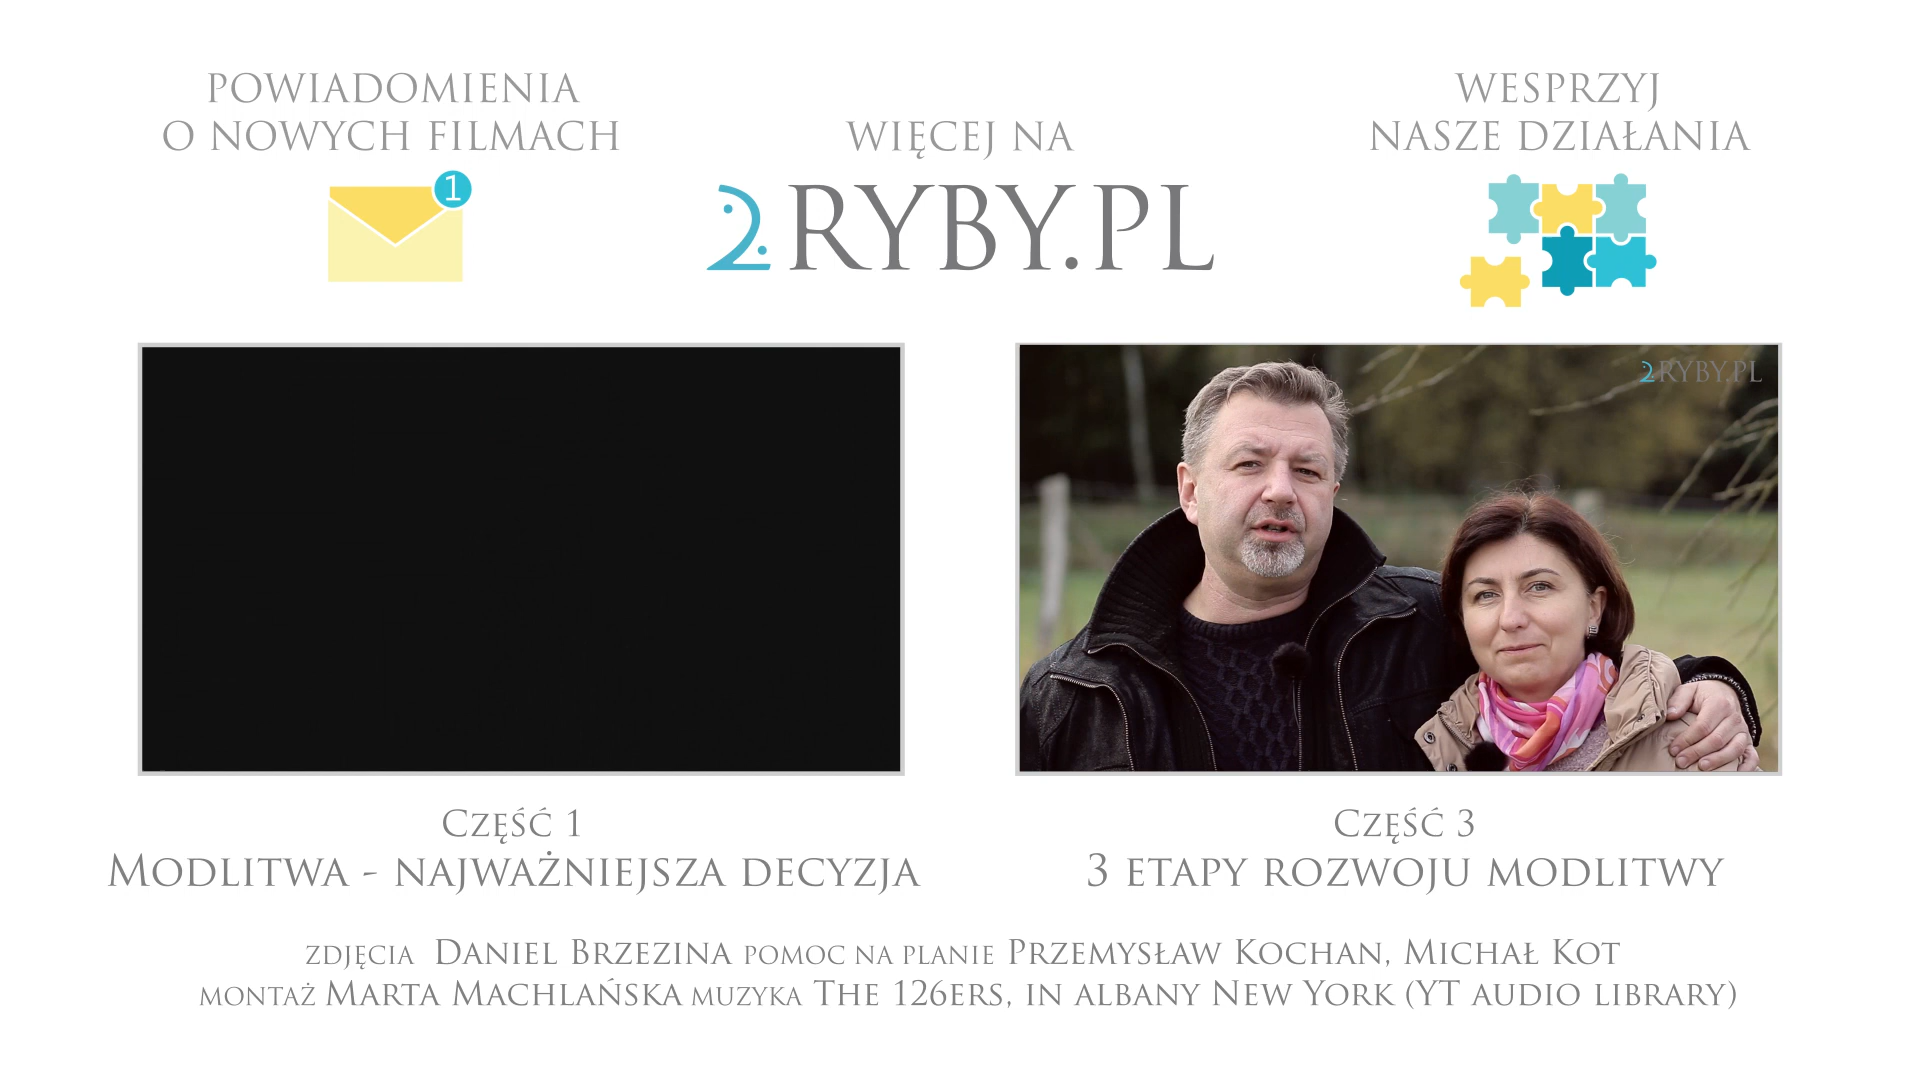 POWIADOMIENIA
O NOWYCH FILMACH
1
WIĘCEJ NA
2RYBY.PL
WESPRZYJ
NASZE DZIAŁANIA
2RYBY.PL
CZĘŚĆ 1
MODLITWA - NAJWAŻNIEJSZA DECYZJA
CZĘŚĆ 3
3 ETAPY ROZWOJU MODLITWY
ZDJĘCIA DANIEL BRZEZINA POMOC NA PLANIE PRZEMYSŁAW KOCHAN, MICHAŁ KOT
MONTAŻ MARTA MACHLAŃSKA MUZYKA THE 126ERS, IN ALBANY NEW YORK (YT AUDIO LIBRARY)